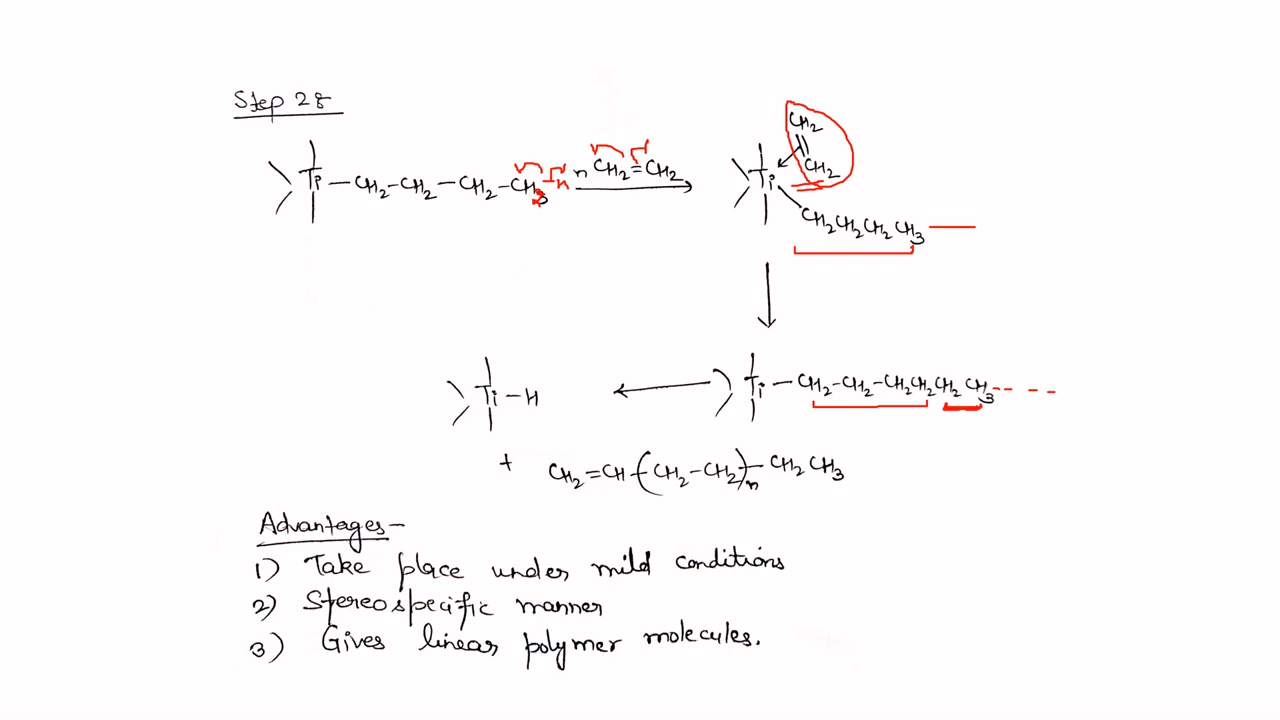 Step 28
Ti-CH2-CH2-CH2-CH3 n CH2=CH2
CH2=CH2
Ti
CH2CH2CH2CH3
Ti-H
Ti-CH2-CH2-CH2CH2CH2CH3
+ CH2=CH-(CH2-CH2)n-CH2CH3
Advantages-
1) Take place under mild conditions
2) Stereospecific manner
3) Gives linear polymer molecules.